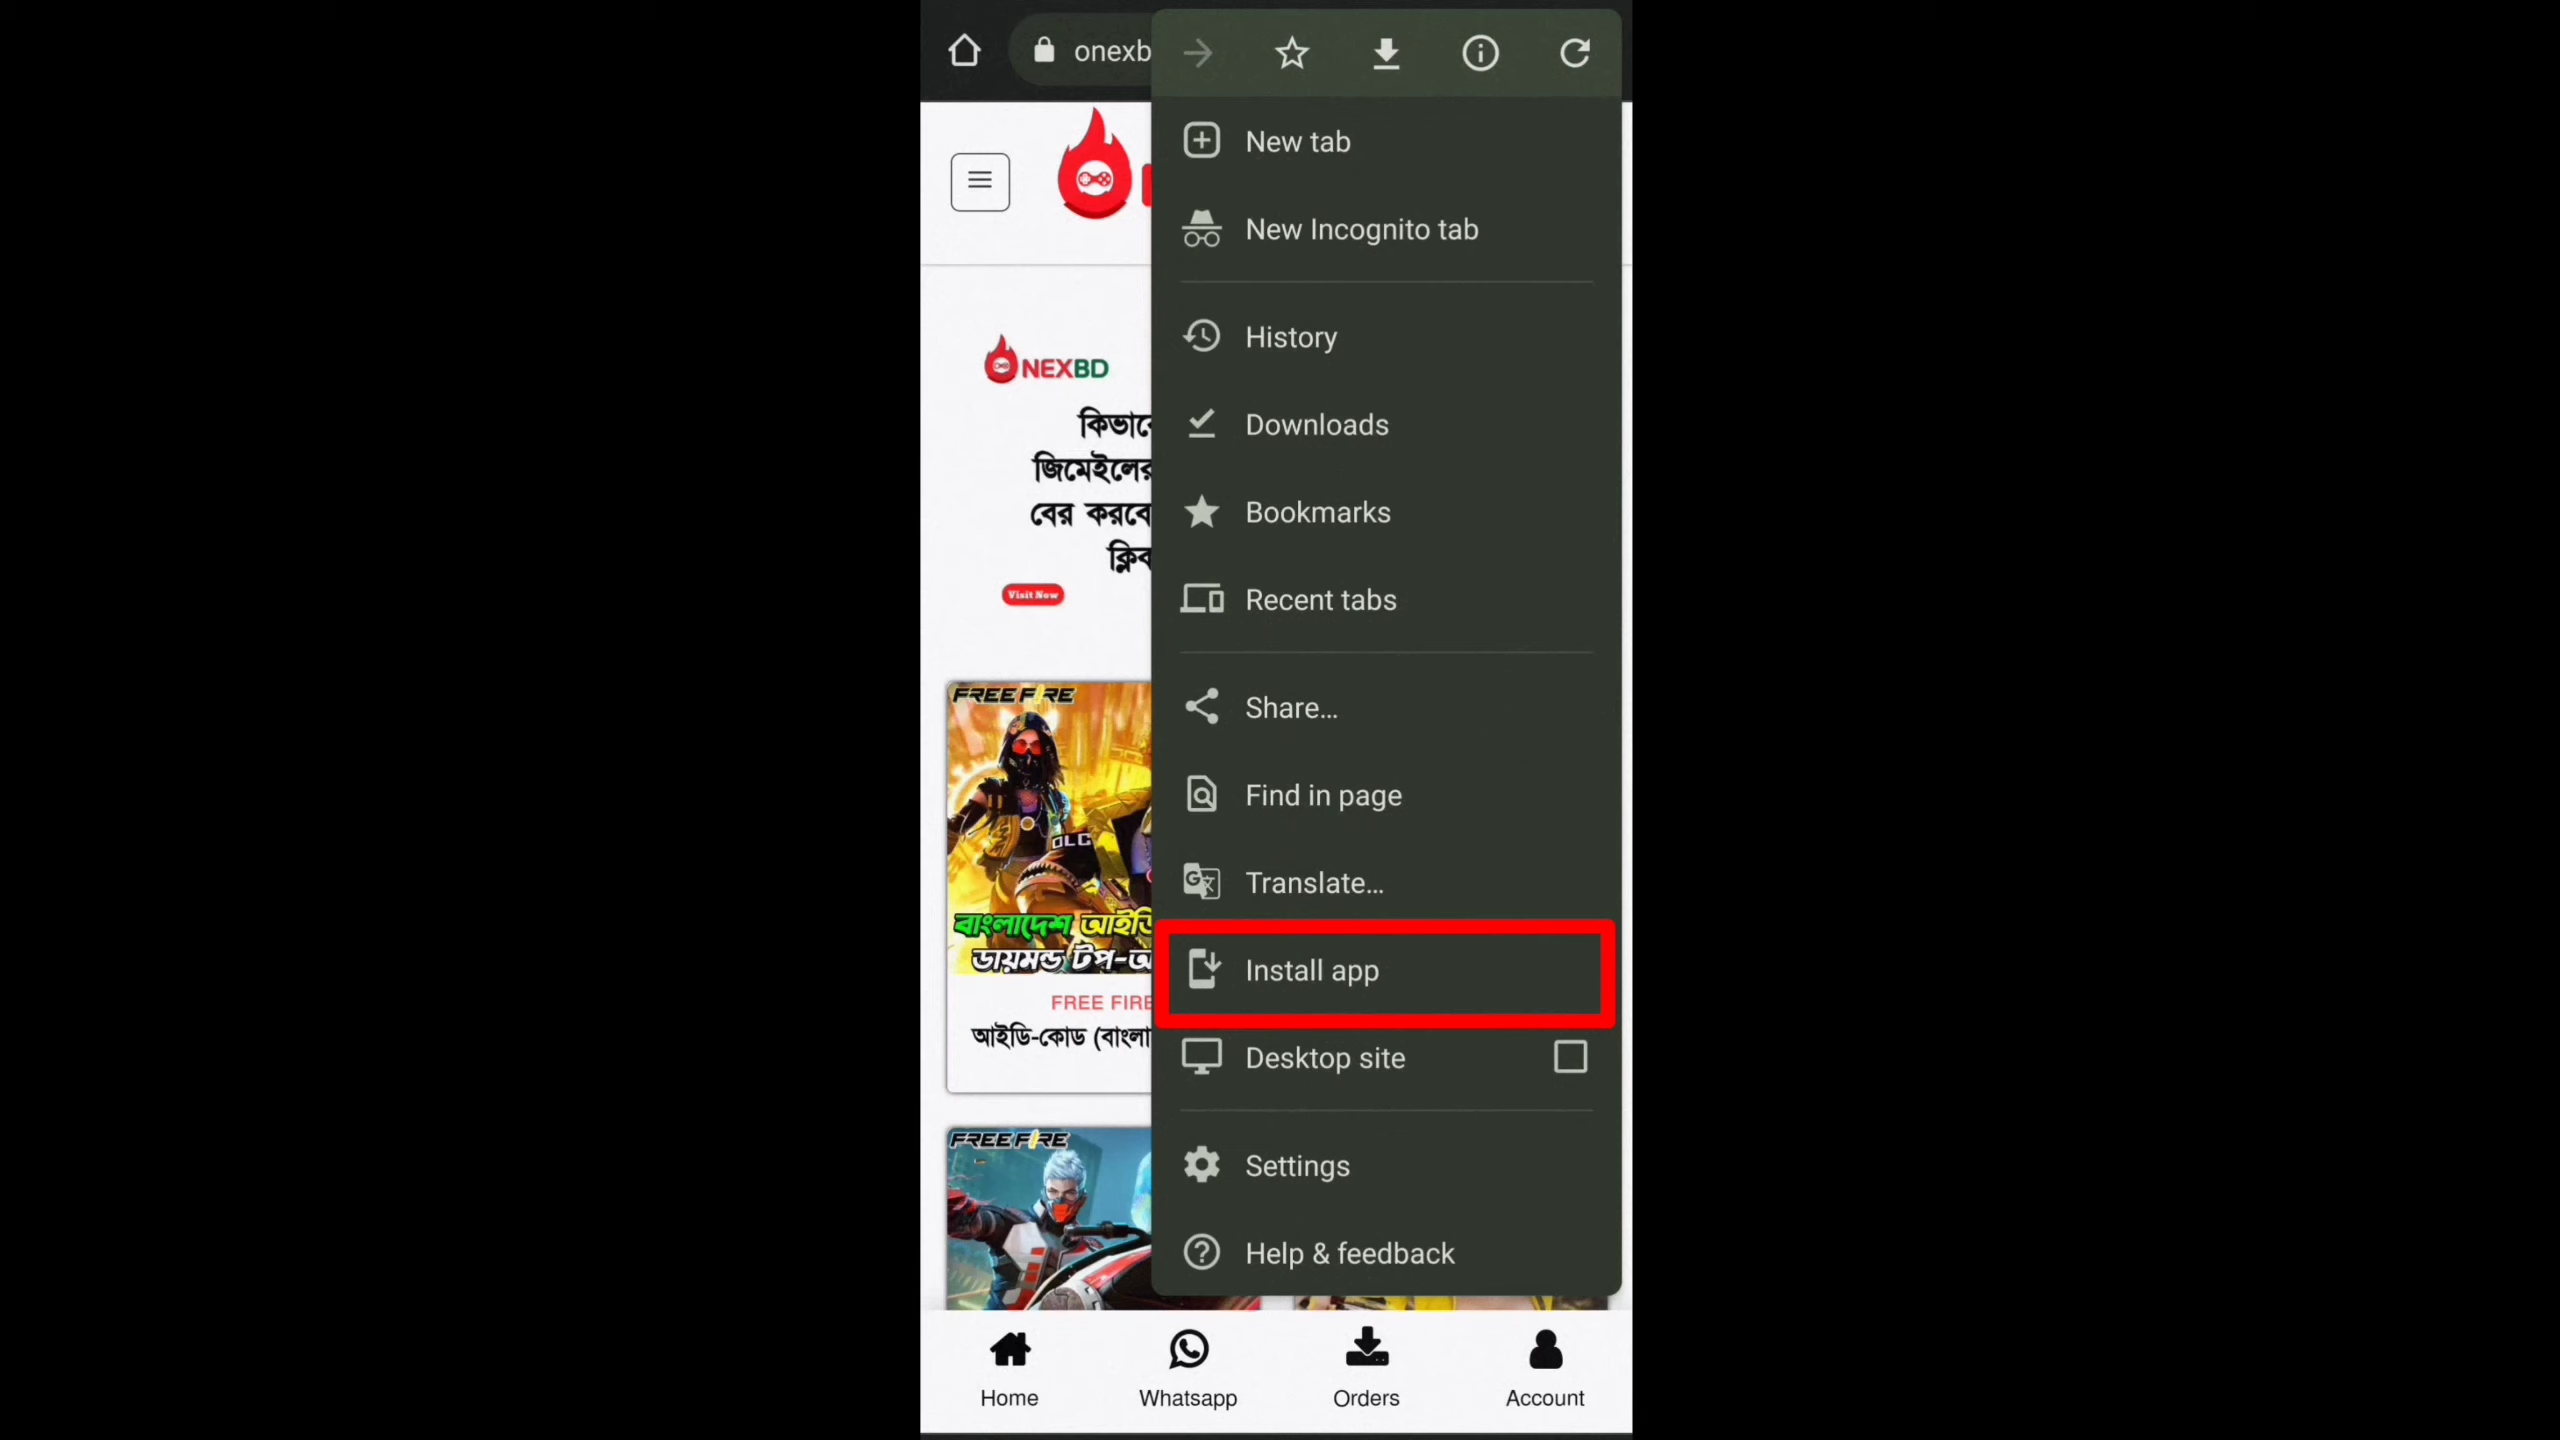 onexb
New tab
New Incognito tab
History
Downloads
Bookmarks
Recent tabs
Share...
Find in page
Translate...
Install app
Desktop site
Settings
Help & feedback
NEXBD
জিমেইলের
বের
Visit Now
FREE FIRE
বাংলাদেশ
ডায়মন্ড টপ-
FREE FIRE
আইডি-কোড
FREE FIRE
Home
Whatsapp
Orders
Account